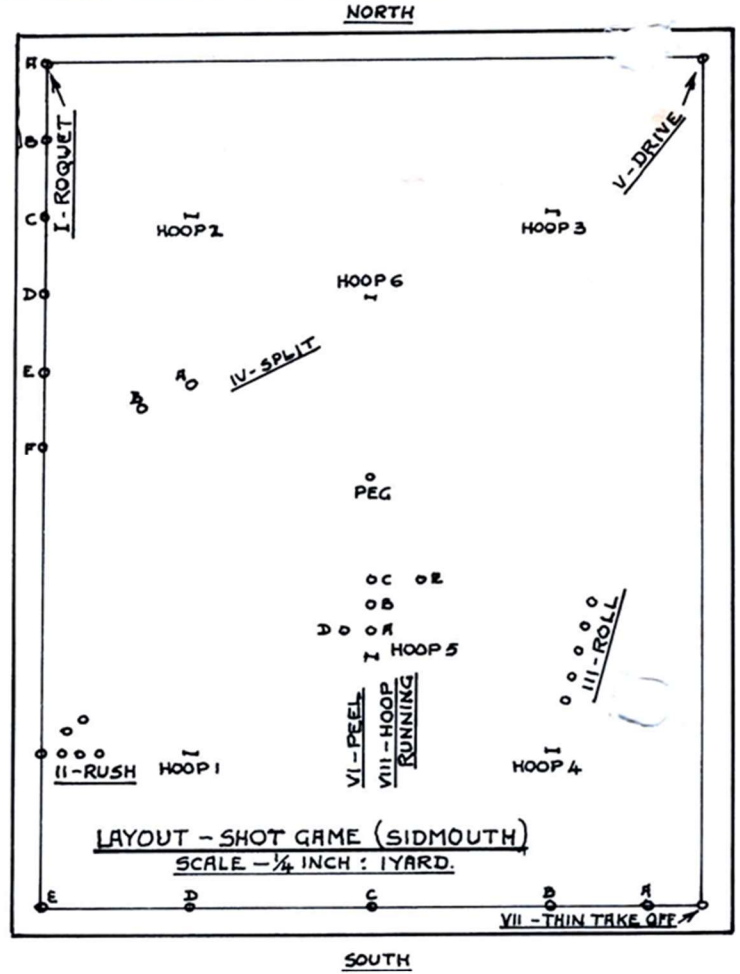 NORTH
A
B
C
D
E
F
I - ROQUET
V - DRIVE
HOOP 2
HOOP 3
HOOP 6
A
B
IV - SPLIT
PEG
C
E
B
D
A
HOOP 5
III - ROLL
VI - PEEL
VIII - HOOP
RUNNING
II - RUSH
HOOP 1
HOOP 4
LAYOUT - SHOT GAME (SIDMOUTH)
SCALE - 1/4 INCH : 1YARD.
E
D
C
B
A
VII - THIN TAKE OFF
SOUTH